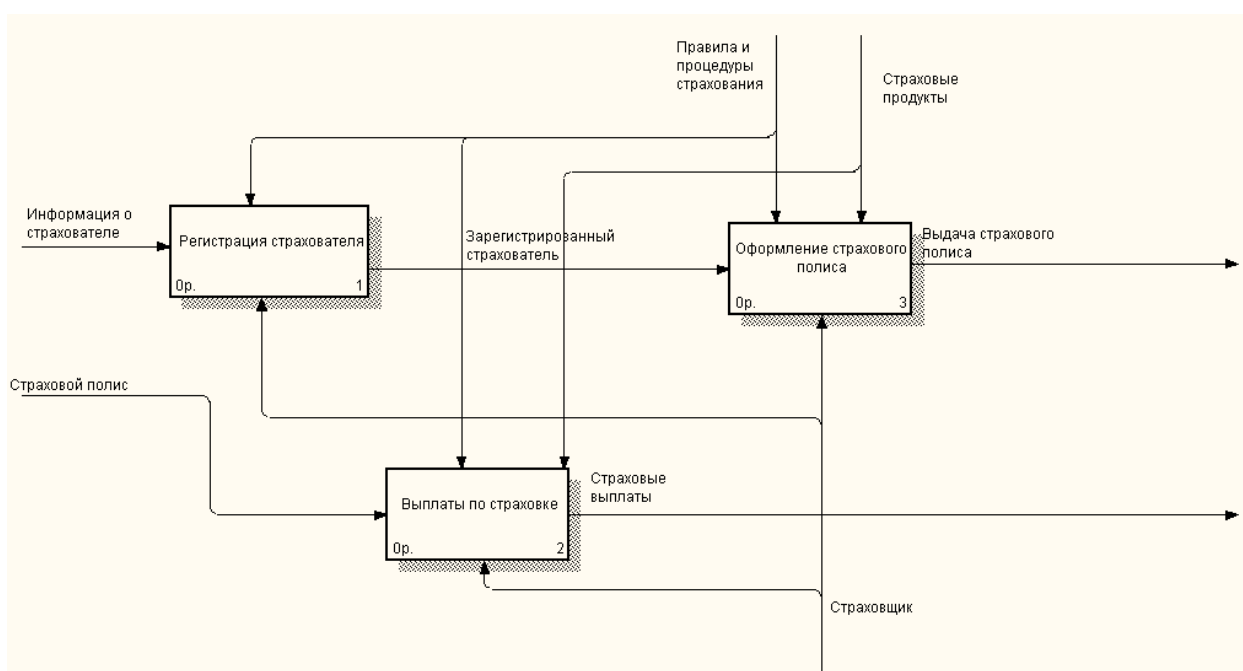 Правила и
процедуры
страхования
Страховые
продукты
Информация о
страхователе
Регистрация страхователя
0р.
1
Зарегистрированный
страхователь
Оформление страхового
полиса
0р.
3
Выдача страхового
полиса
Страховой полис
Выплаты по страховке
0р.
2
Страховые
выплаты
Страховщик